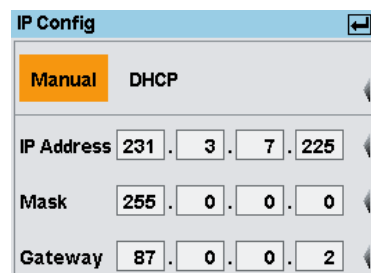 IP Config
Manual DHCP
IP Address 231 . 3 . 7 . 225
Mask 255 . 0 . 0 . 0
Gateway 87 . 0 . 0 . 2